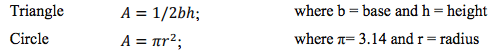 Triangle A = 1/2bh; where b = base and h = height
Circle A = πr²; where π= 3.14 and r = radius